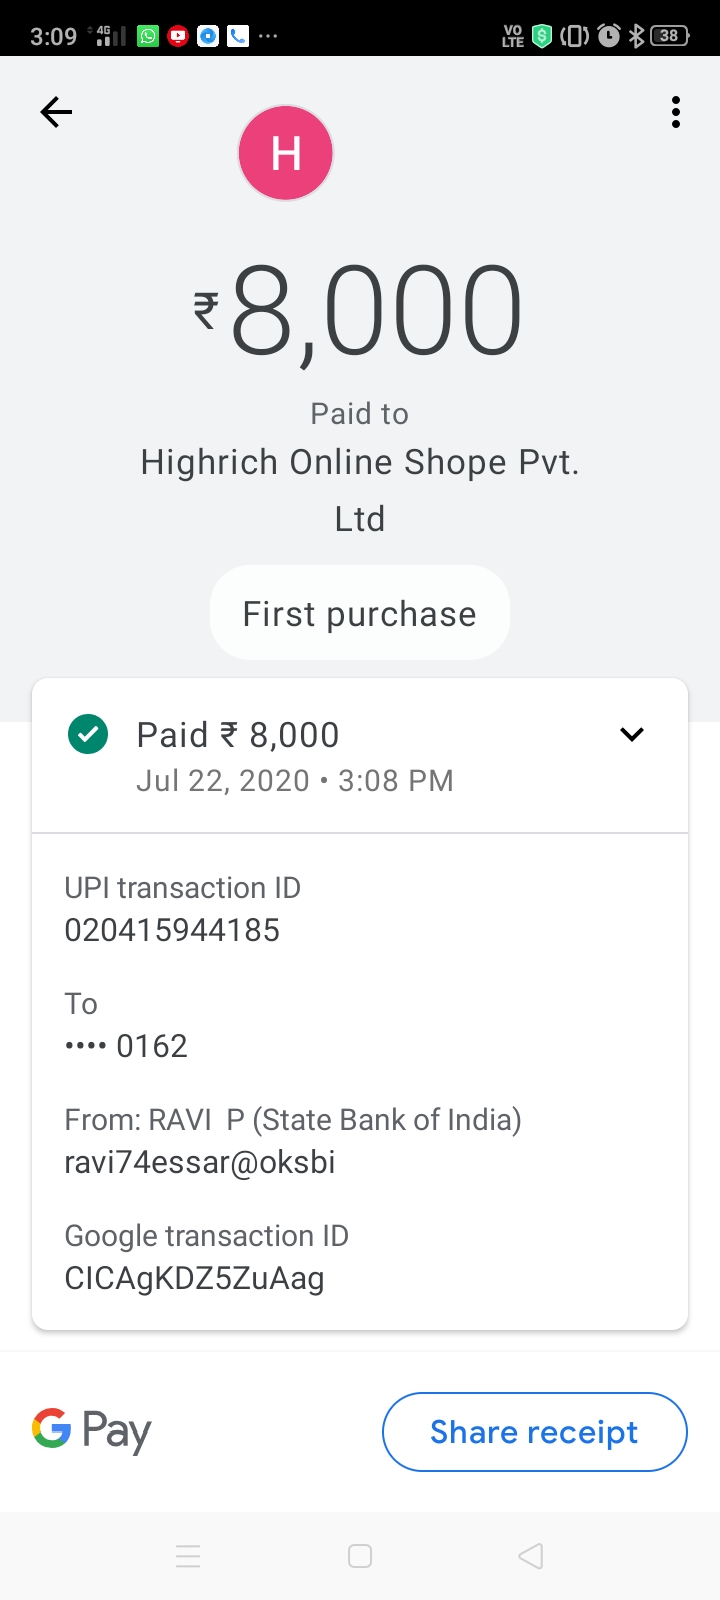 3:09 4G VO LTE 38
H
₹8,000
Paid to
Highrich Online Shope Pvt.
Ltd
First purchase
Paid ₹ 8,000
Jul 22, 2020 • 3:08 PM
UPI transaction ID
020415944185
To
•••• 0162
From: RAVI  P (State Bank of India)
ravi74essar@oksbi
Google transaction ID
CICAgKDZ5ZuAag
G Pay
Share receipt